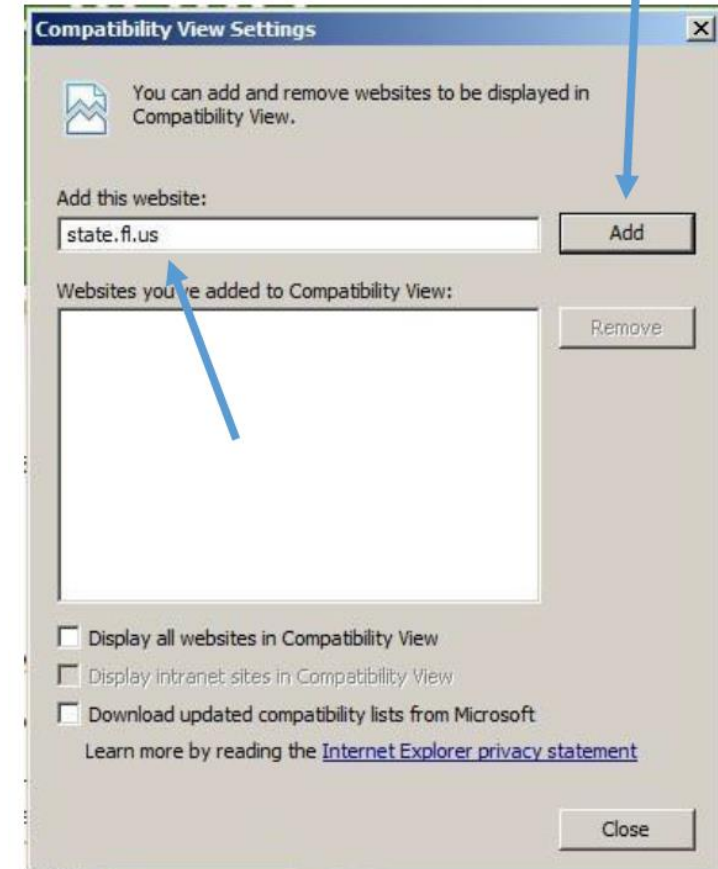 Compatibility View Settings
You can add and remove websites to be displayed in
Compatibility View.
Add this website:
state.fl.us
Add
Websites you've added to Compatibility View:
Remove
Display all websites in Compatibility View
Display intranet sites in Compatibility View
Download updated compatibility lists from Microsoft
Learn more by reading the Internet Explorer privacy statement
Close